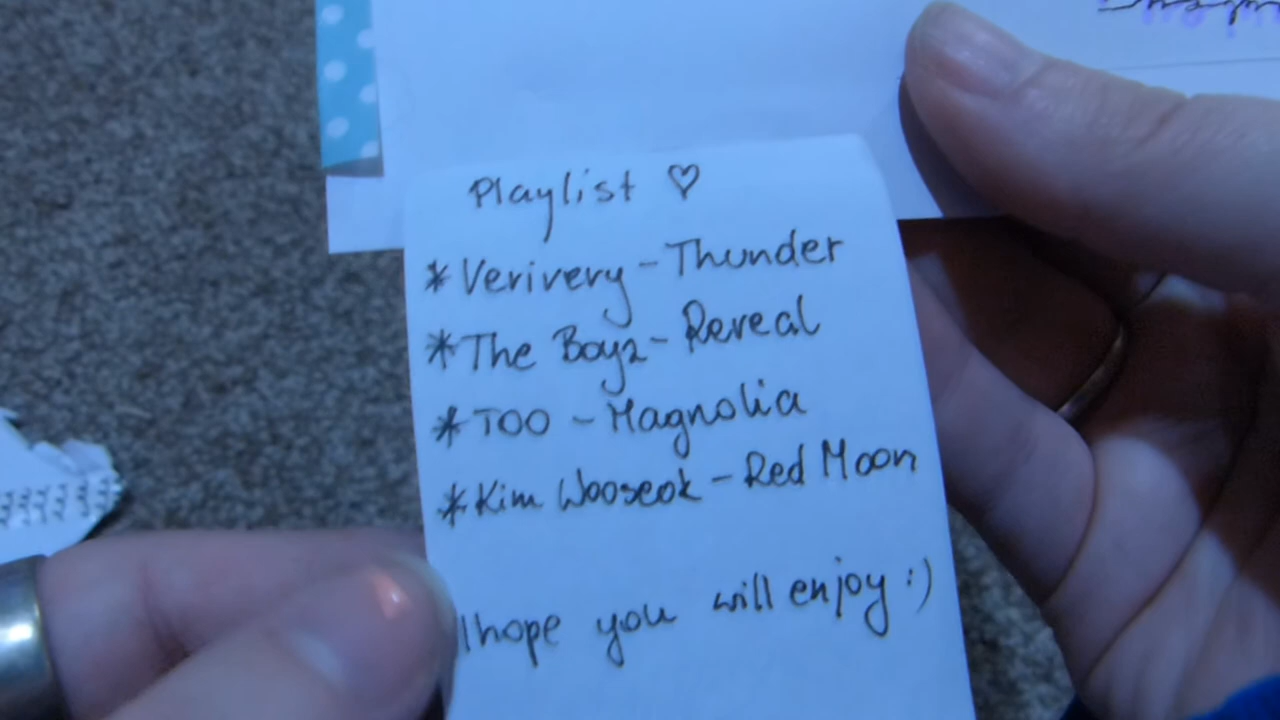 Playlist ♡
*Verivery - Thunder
*The Boyz - Reveal
*TOO - Magnolia
*Kim Wooseok - Red Moon
I hope you will enjoy :)